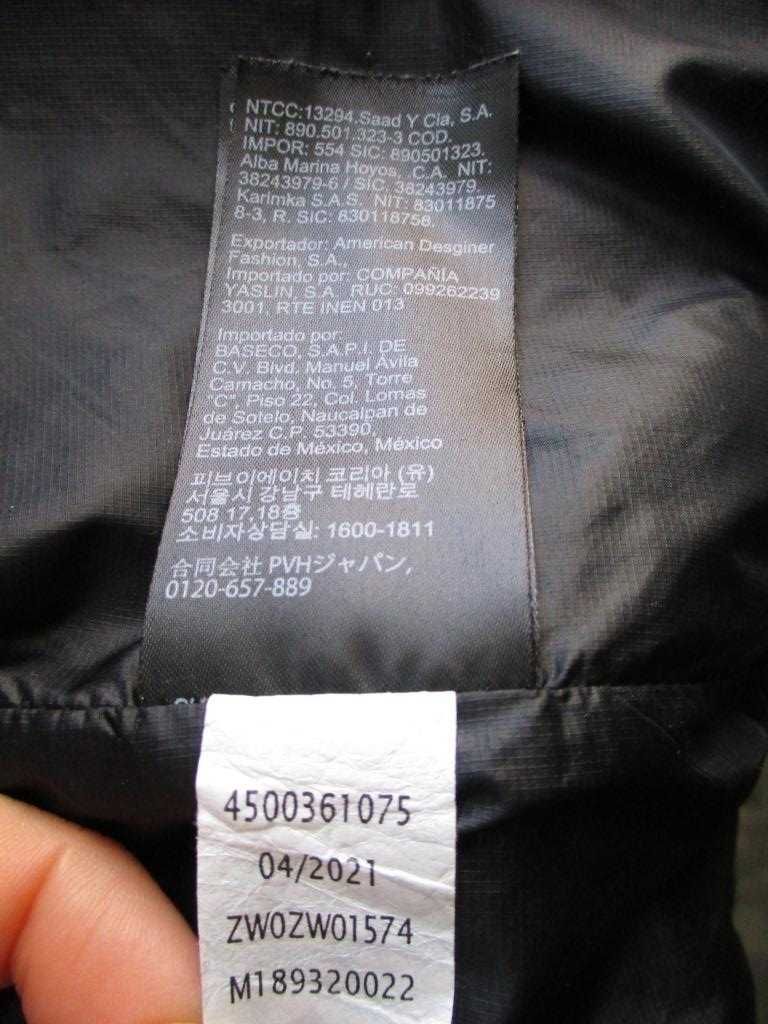 NTCC:13294.Saad Y Cia, S.A.
NIT: 890.501.323-3 COD.
IMPOR: 554 SIC: 890501323.
Alba Marina Hoyos, C.A. NIT:
38243979-6 / SIC. 38243979.
Karimka S.A.S. NIT: 83011875
8-3, R. SIC: 830118758.
Exportador: American Desginer
Fashion, S.A.,
Importado por: COMPAÑIA
YASLIN, S.A. RUC: 099262239
3001, RTE INEN 013
Importado por:
BASECO, S.A.P.I. DE
C.V. Blvd. Manuel Ávila
Camacho, No. 5, Torre
"C", Piso 22, Col. Lomas
de Sotelo, Naucalpan de
Juárez C.P. 53390,
Estado de México, México
피브이에이치 코리아 (유)
서울시 강남구 테헤란로
508 17,18층
소비자상담실: 1600-1811
合同会社 PVHジャパン,
0120-657-889
4500361075
04/2021
ZW0ZW01574
M189320022